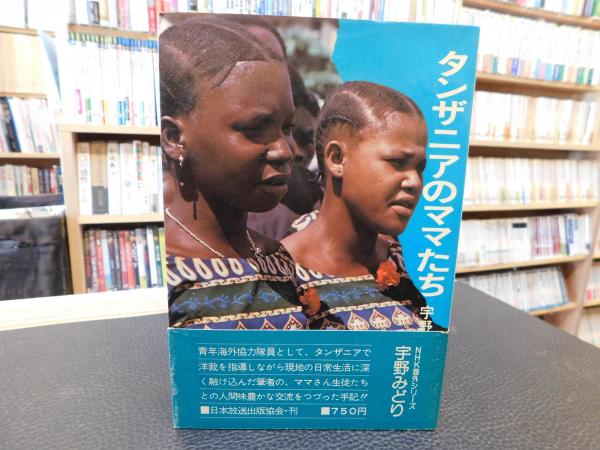 タンザニアのママたち
宇野
NHK海外シリーズ
宇野みどり
青年海外協力隊員として、タンザニアで
洋裁を指導しながら現地の日常生活に深
く融け込んだ筆者の、ママさん生徒たち
との人間味豊かな交流をつづった手記!!
■日本放送出版協会・刊 ■750円